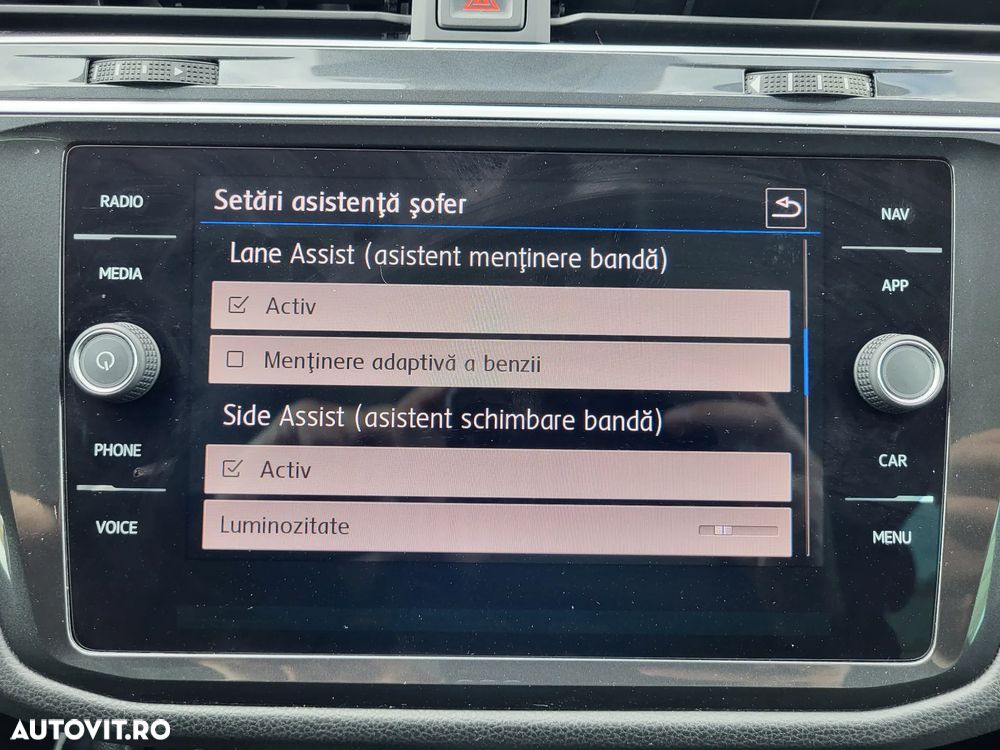 RADIO
MEDIA
PHONE
VOICE
Setări asistenţă şofer
Lane Assist (asistent menţinere bandă)
Activ
Menţinere adaptivă a benzii
Side Assist (asistent schimbare bandă)
Activ
Luminozitate
NAV
APP
CAR
MENU
AUTOVIT.RO